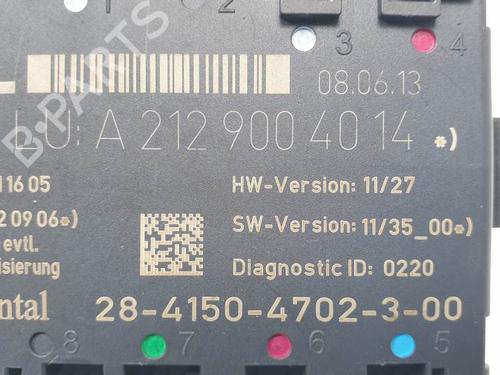 1 2 3 4
08.06.13
LU: A 212 900 40 14 *)
1 16 05 HW-Version: 11/27
2 09 06*) SW-Version: 11/35_00*)
evtl.
isierung Diagnostic ID: 0220
ntal 28-4150-4702-3-00
8 7 6 5
B-PARTS